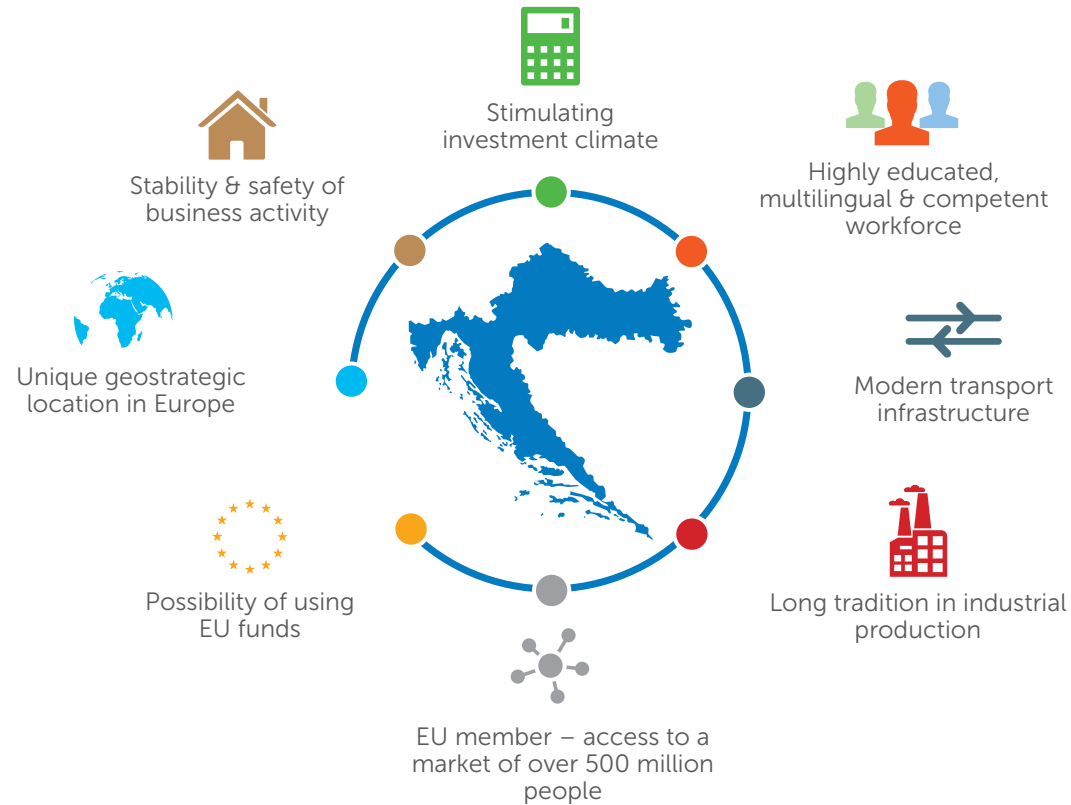 Stimulating
investment climate
Highly educated,
multilingual & competent
workforce
Stability & safety of
business activity
Unique geostrategic
location in Europe
Modern transport
infrastructure
Possibility of using
EU funds
Long tradition in industrial
production
EU member – access to a
market of over 500 million
people